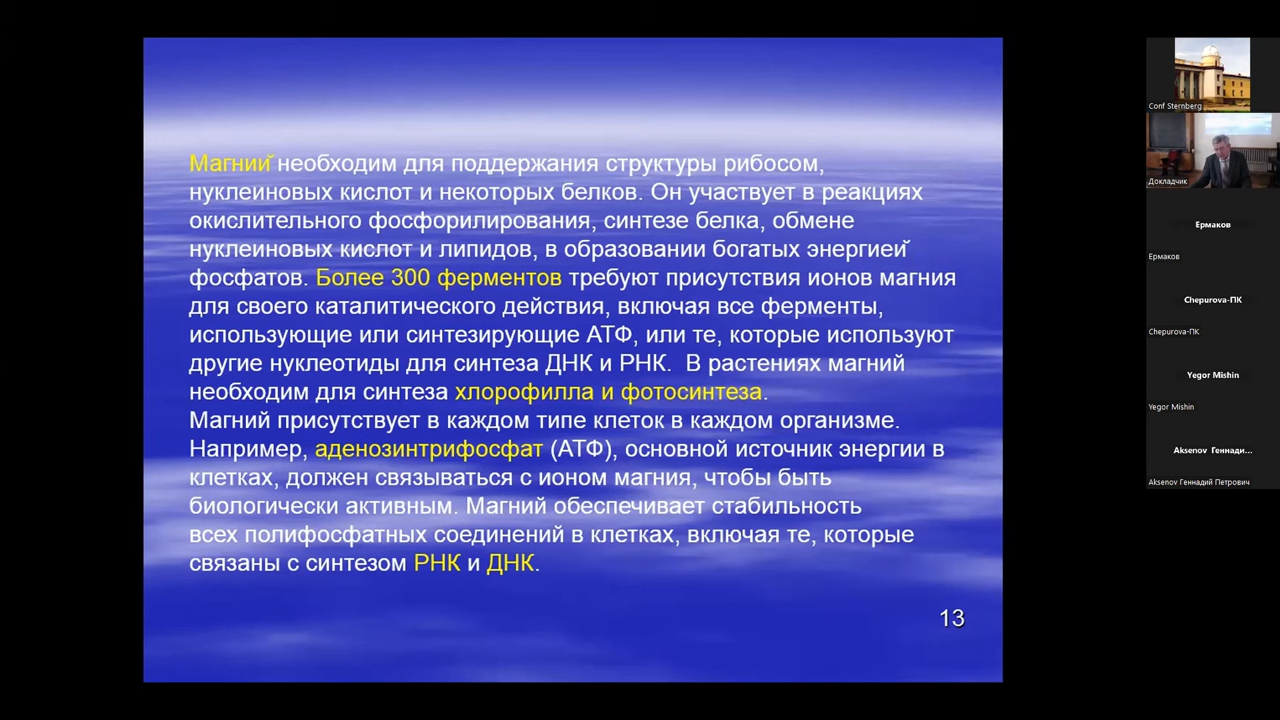 Магний необходим для поддержания структуры рибосом,
нуклеиновых кислот и некоторых белков. Он участвует в реакциях
окислительного фосфорилирования, синтезе белка, обмене
нуклеиновых кислот и липидов, в образовании богатых энергией
фосфатов. Более 300 ферментов требуют присутствия ионов магния
для своего каталитического действия, включая все ферменты,
использующие или синтезирующие АТФ, или те, которые используют
другие нуклеотиды для синтеза ДНК и РНК. В растениях магний
необходим для синтеза хлорофилла и фотосинтеза.
Магний присутствует в каждом типе клеток в каждом организме.
Например, аденозинтрифосфат (АТФ), основной источник энергии в
клетках, должен связываться с ионом магния, чтобы быть
биологически активным. Магний обеспечивает стабильность
всех полифосфатных соединений в клетках, включая те, которые
связаны с синтезом РНК и ДНК.
13
Conf Sternberg
Докладчик
Ермаков
Ермаков
Chepurova-ПК
Chepurova-ПК
Yegor Mishin
Yegor Mishin
Aksenov Геннади...
Aksenov Геннадий Петрович